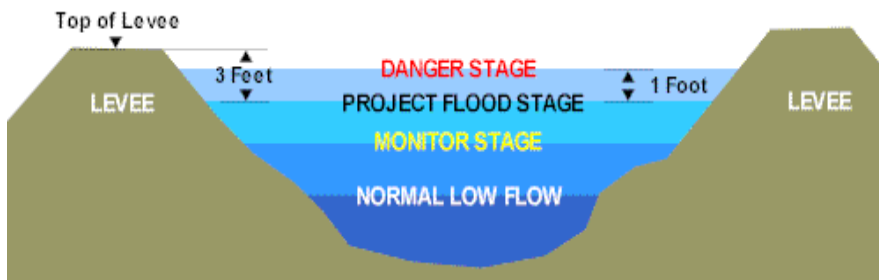 Top of Levee
3 Feet
DANGER STAGE
1 Foot
LEVEE
PROJECT FLOOD STAGE
LEVEE
MONITOR STAGE
NORMAL LOW FLOW